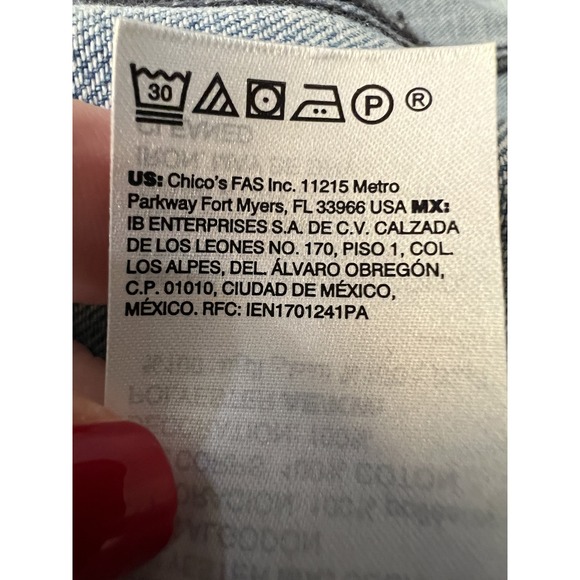 30 P ®
US: Chico's FAS Inc. 11215 Metro
Parkway Fort Myers, FL 33966 USA MX:
IB ENTERPRISES S.A. DE C.V. CALZADA
DE LOS LEONES NO. 170, PISO 1, COL.
LOS ALPES, DEL. ÁLVARO OBREGÓN,
C.P. 01010, CIUDAD DE MÉXICO,
MÉXICO. RFC: IEN1701241PA